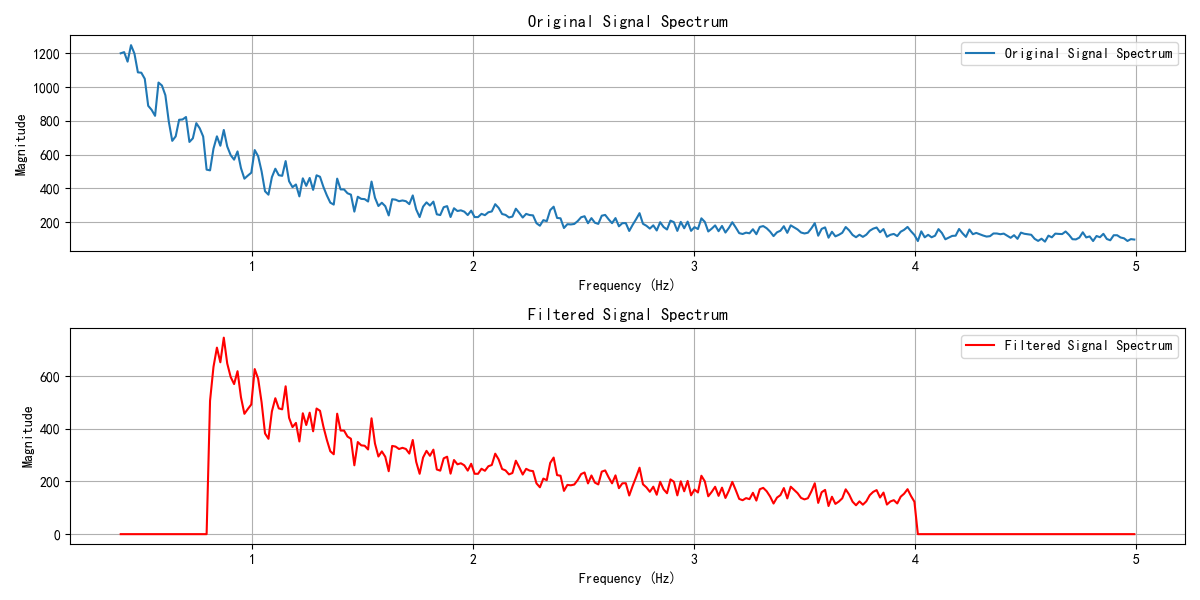 Original Signal Spectrum
Original Signal Spectrum
Magnitude
1200
1000
800
600
400
200
1 2 3 4 5
Frequency (Hz)
Filtered Signal Spectrum
Filtered Signal Spectrum
Magnitude
600
400
200
0
1 2 3 4 5
Frequency (Hz)